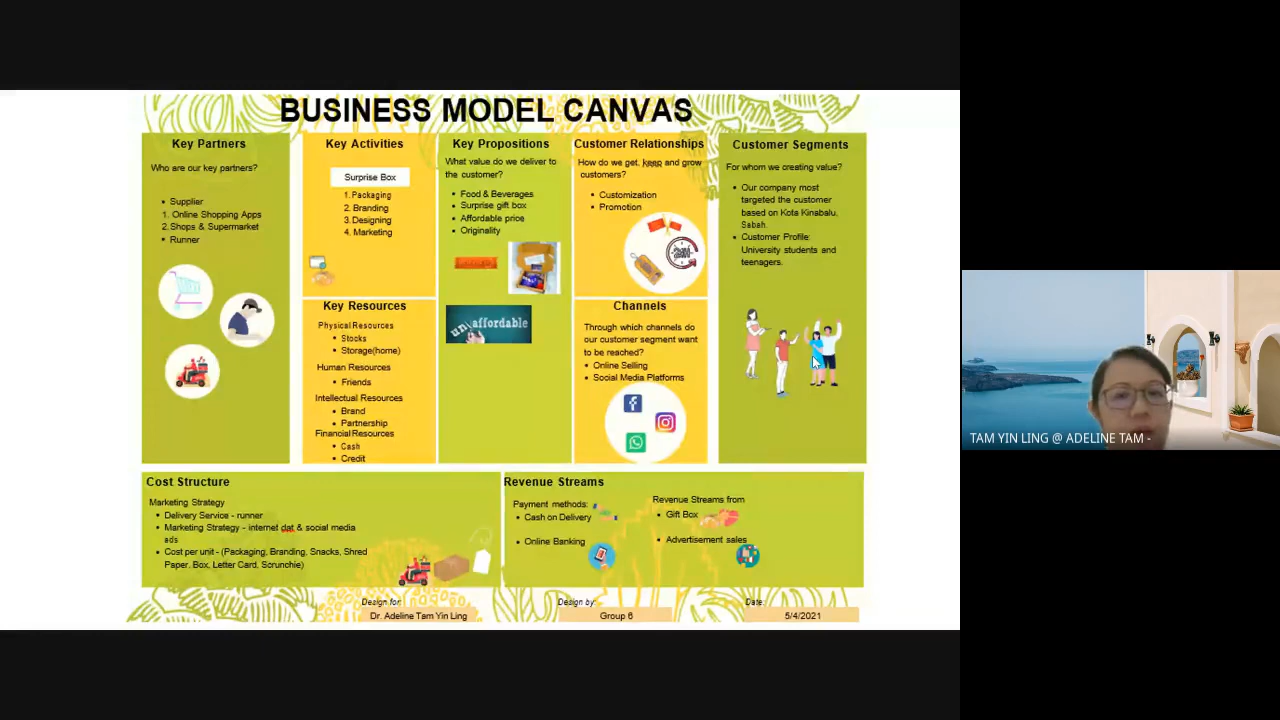 BUSINESS MODEL CANVAS
Key Partners
Who are our key partners?
• Supplier
1. Online Shopping Apps
2. Shops & Supermarket
• Runner
Key Activities
Surprise Box
1. Packaging
2. Branding
3. Designing
4. Marketing
Key Resources
Physical Resources
• Stocks
• Storage(home)
Human Resources
• Friends
Intellectual Resources
• Brand
• Partnership
Financial Resources
• Cash
• Credit
Key Propositions
What value do we deliver to
the customer?
• Food & Beverages
• Surprise gift box
• Affordable price
• Originality
unaffordable
Customer Relationships
How do we get, keep and grow
customers?
• Customization
• Promotion
Channels
Through which channels do
our customer segment want
to be reached?
• Online Selling
• Social Media Platforms
Customer Segments
For whom we creating value?
• Our company most
targeted the customer
based on Kota Kinabalu,
Sabah.
• Customer Profile:
University students and
teenagers.
Cost Structure
Marketing Strategy
• Delivery Service - runner
• Marketing Strategy - internet dat & social media
ads
• Cost per unit - (Packaging, Branding, Snacks, Shred
Paper, Box, Letter Card, Scrunchie)
Revenue Streams
Payment methods:
• Cash on Delivery
• Online Banking
Revenue Streams from
• Gift Box
• Advertisement sales
Design for:
Dr. Adeline Tam Yin Ling
Design by:
Group 6
Date:
5/4/2021
TAM YIN LING @ ADELINE TAM -